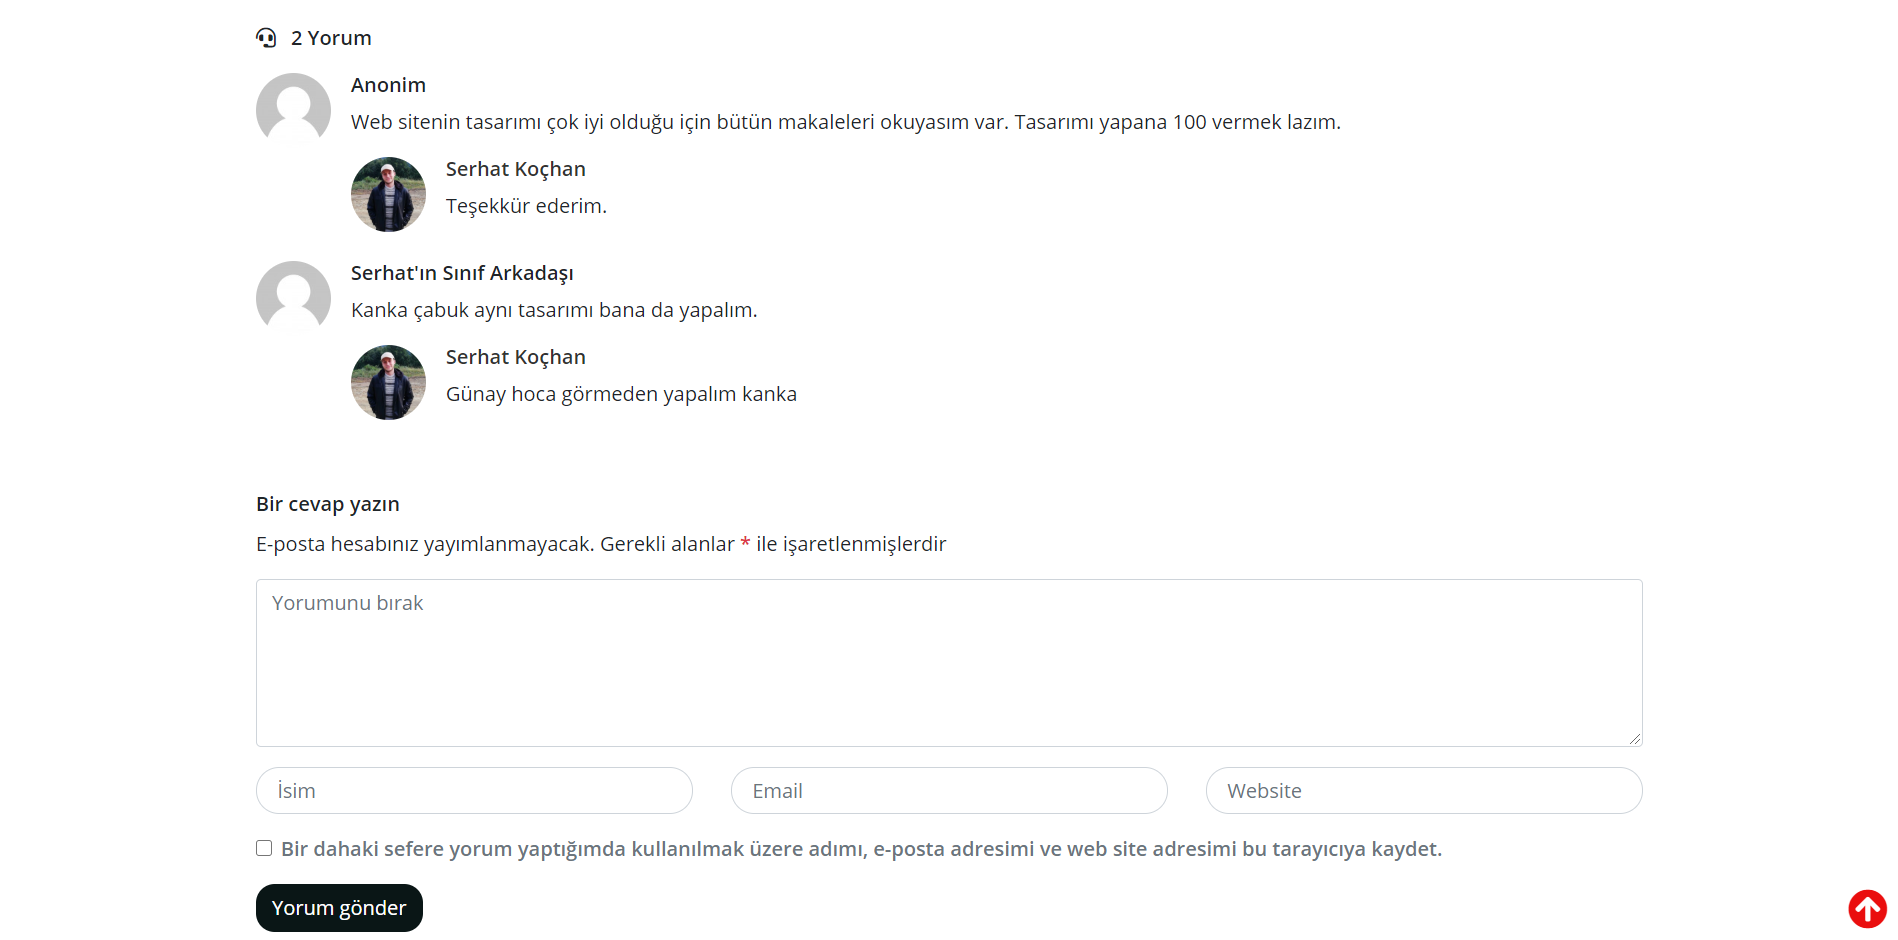 2 Yorum
Anonim
Web sitenin tasarımı çok iyi olduğu için bütün makaleleri okuyasım var. Tasarımı yapana 100 vermek lazım.
Serhat Koçhan
Teşekkür ederim.
Serhat'ın Sınıf Arkadaşı
Kanka çabuk aynı tasarımı bana da yapalım.
Serhat Koçhan
Günay hoca görmeden yapalım kanka
Bir cevap yazın
E-posta hesabınız yayımlanmayacak. Gerekli alanlar * ile işaretlenmişlerdir
Yorumunu bırak
İsim Email Website
Bir dahaki sefere yorum yaptığımda kullanılmak üzere adımı, e-posta adresimi ve web site adresimi bu tarayıcıya kaydet.
Yorum gönder